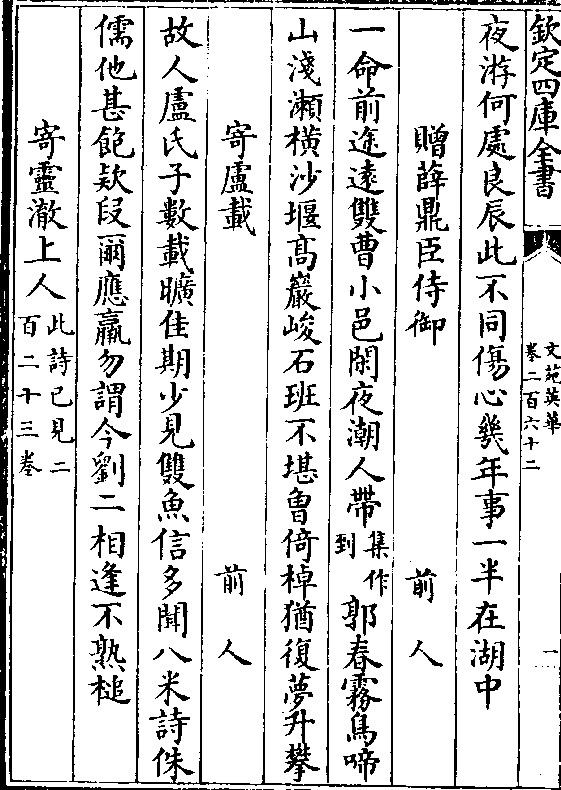 欽定四庫全書
文苑英華
卷二百六十二
一
夜游何處良辰此不同傷心幾年事一半在湖中
贈薛鼎臣侍御 前人
一命前途遠雙曹小邑閑夜潮人帶集作到郭春霧鳥啼
山淺瀬橫沙堰高巖峻石班不堪曾倚棹猶復夢升攀
寄盧載 前人
故人盧氏子數載曠佳期少見雙魚信多聞八米詩侏
儒他甚飽欵段爾應羸勿謂今劉二相逢不熟槌
寄靈澈上人此詩已見二百二十三卷